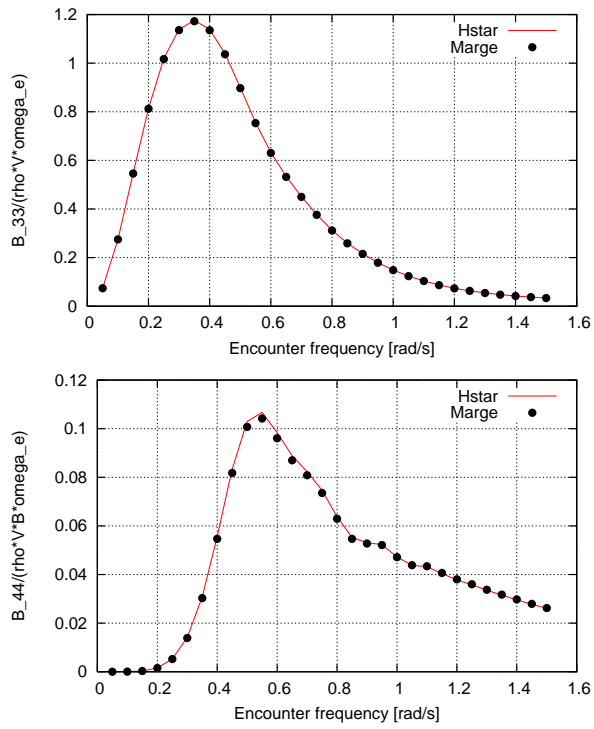 1.2
1
0.8
0.6
0.4
0.2
0
B_33/(rho*V*omega_e)
Hstar
Marge
0 0.2 0.4 0.6 0.8 1 1.2 1.4 1.6
Encounter frequency [rad/s]
0.12
0.1
0.08
0.06
0.04
0.02
0
B_44/(rho*V*B*omega_e)
Hstar
Marge
0 0.2 0.4 0.6 0.8 1 1.2 1.4 1.6
Encounter frequency [rad/s]